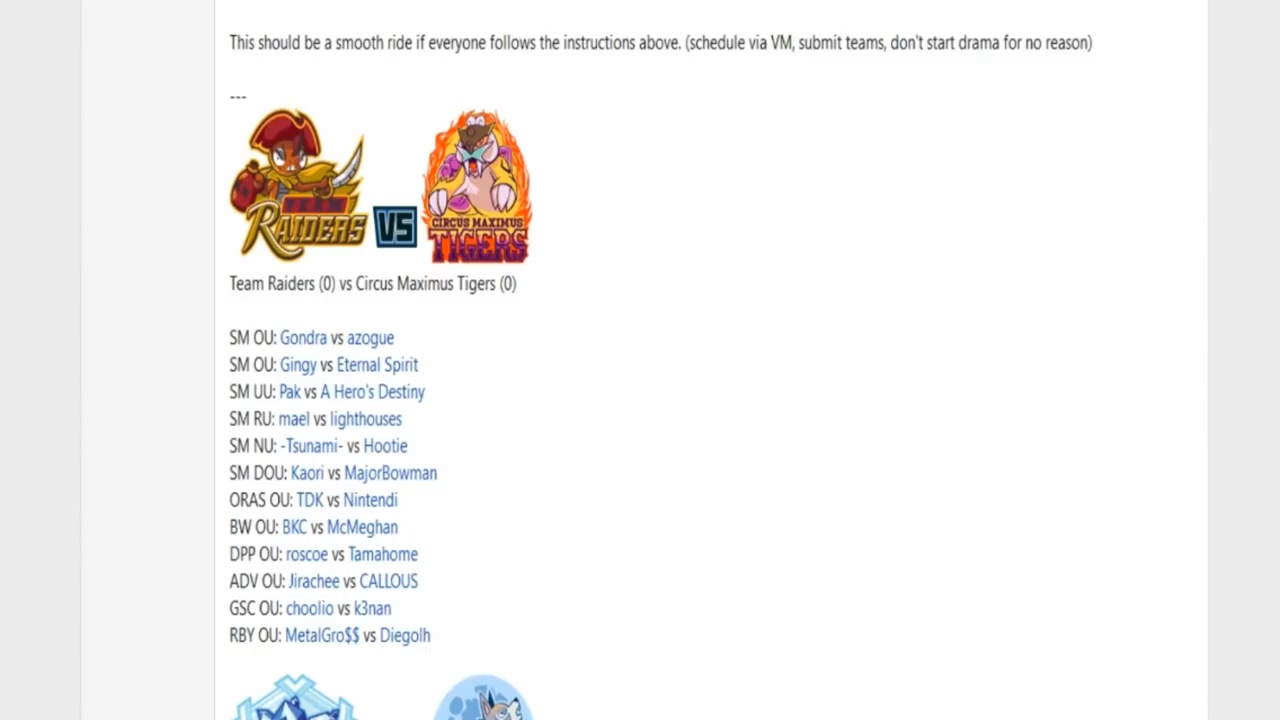 This should be a smooth ride if everyone follows the instructions above. (schedule via VM, submit teams, don't start drama for no reason)
---
TEAM
RAIDERS
VS
CIRCUS MAXIMUS
TIGERS
Team Raiders (0) vs Circus Maximus Tigers (0)
SM OU: Gondra vs azogue
SM OU: Gingy vs Eternal Spirit
SM UU: Pak vs A Hero's Destiny
SM RU: mael vs lighthouses
SM NU: -Tsunami- vs Hootie
SM DOU: Kaori vs MajorBowman
ORAS OU: TDK vs Nintendi
BW OU: BKC vs McMeghan
DPP OU: roscoe vs Tamahome
ADV OU: Jirachee vs CALLOUS
GSC OU: choolio vs k3nan
RBY OU: MetalGro$$ vs Diegolh